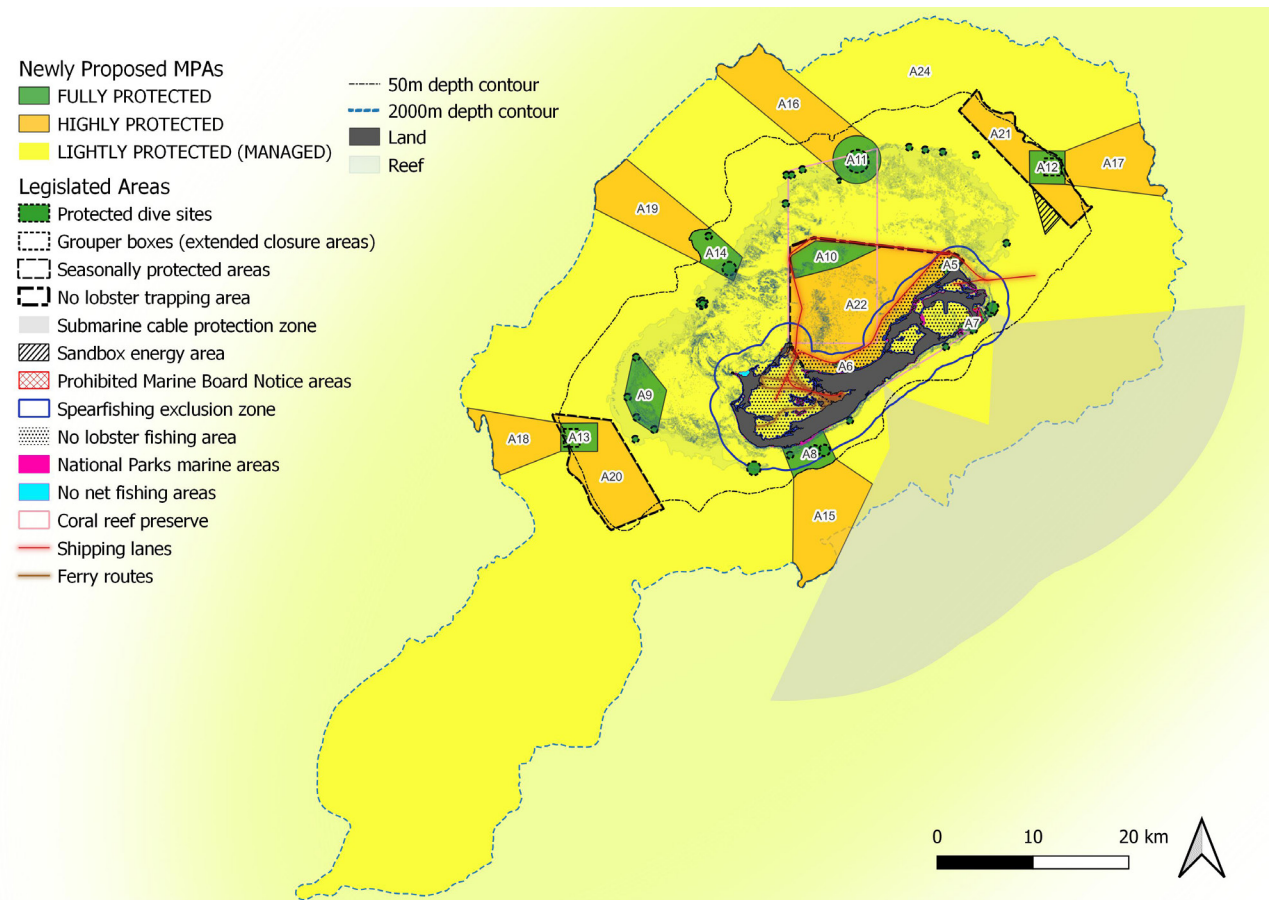 Newly Proposed MPAs
FULLY PROTECTED
HIGHLY PROTECTED
LIGHTLY PROTECTED (MANAGED)
Legislated Areas
Protected dive sites
Grouper boxes (extended closure areas)
Seasonally protected areas
No lobster trapping area
Submarine cable protection zone
Sandbox energy area
Prohibited Marine Board Notice areas
Spearfishing exclusion zone
No lobster fishing area
National Parks marine areas
No net fishing areas
Coral reef preserve
Shipping lanes
Ferry routes
50m depth contour
2000m depth contour
Land
Reef
A24
A16
A21
A11
A12
A17
A19
A14
A10
A5
A22
A7
A6
A9
A18
A13
A8
A20
A15
0 10 20 km